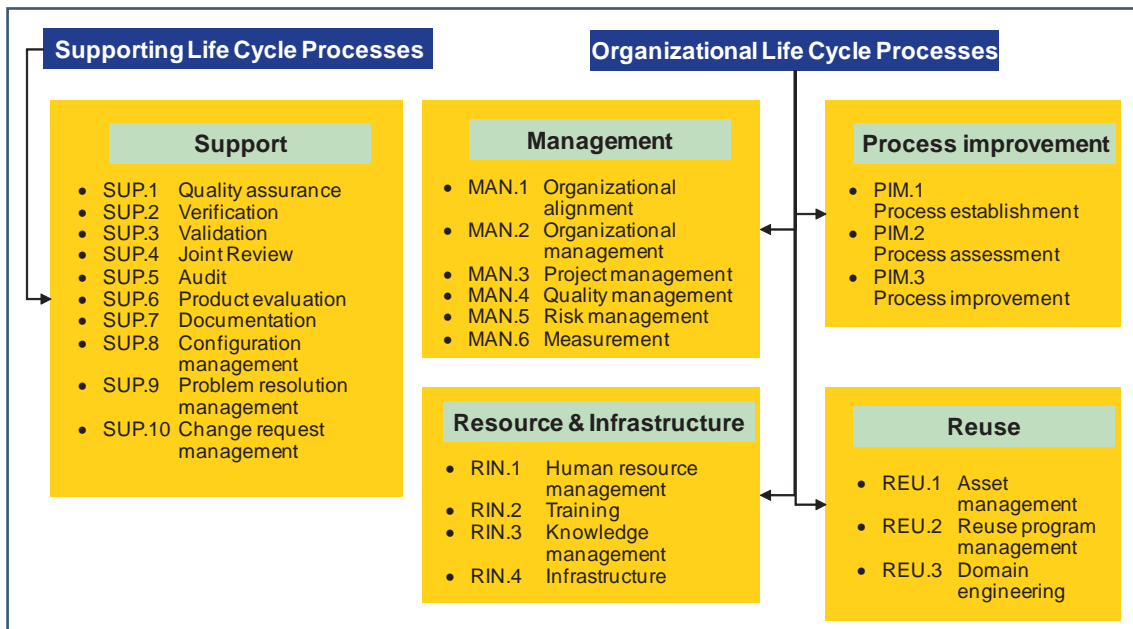 Supporting Life Cycle Processes
Organizational Life Cycle Processes
Support
• SUP.1 Quality assurance
• SUP.2 Verification
• SUP.3 Validation
• SUP.4 Joint Review
• SUP.5 Audit
• SUP.6 Product evaluation
• SUP.7 Documentation
• SUP.8 Configuration
management
• SUP.9 Problem resolution
management
• SUP.10 Change request
management
Management
• MAN.1 Organizational
alignment
• MAN.2 Organizational
management
• MAN.3 Project management
• MAN.4 Quality management
• MAN.5 Risk management
• MAN.6 Measurement
Process improvement
• PIM.1
Process establishment
• PIM.2
Process assessment
• PIM.3
Process improvement
Resource & Infrastructure
• RIN.1 Human resource
management
• RIN.2 Training
• RIN.3 Knowledge
management
• RIN.4 Infrastructure
Reuse
• REU.1 Asset
management
• REU.2 Reuse program
management
• REU.3 Domain
engineering